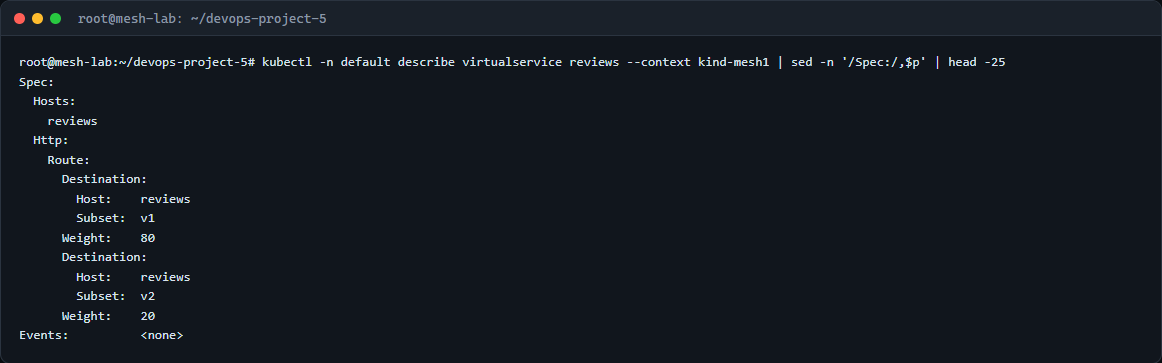 root@mesh-lab: ~/devops-project-5
root@mesh-lab:~/devops-project-5# kubectl -n default describe virtualservice reviews --context kind-mesh1 | sed -n '/Spec:/,$p' | head -25
Spec:
  Hosts:
    reviews
  Http:
    Route:
      Destination:
        Host:    reviews
        Subset:  v1
      Weight:    80
      Destination:
        Host:    reviews
        Subset:  v2
      Weight:    20
Events:          <none>